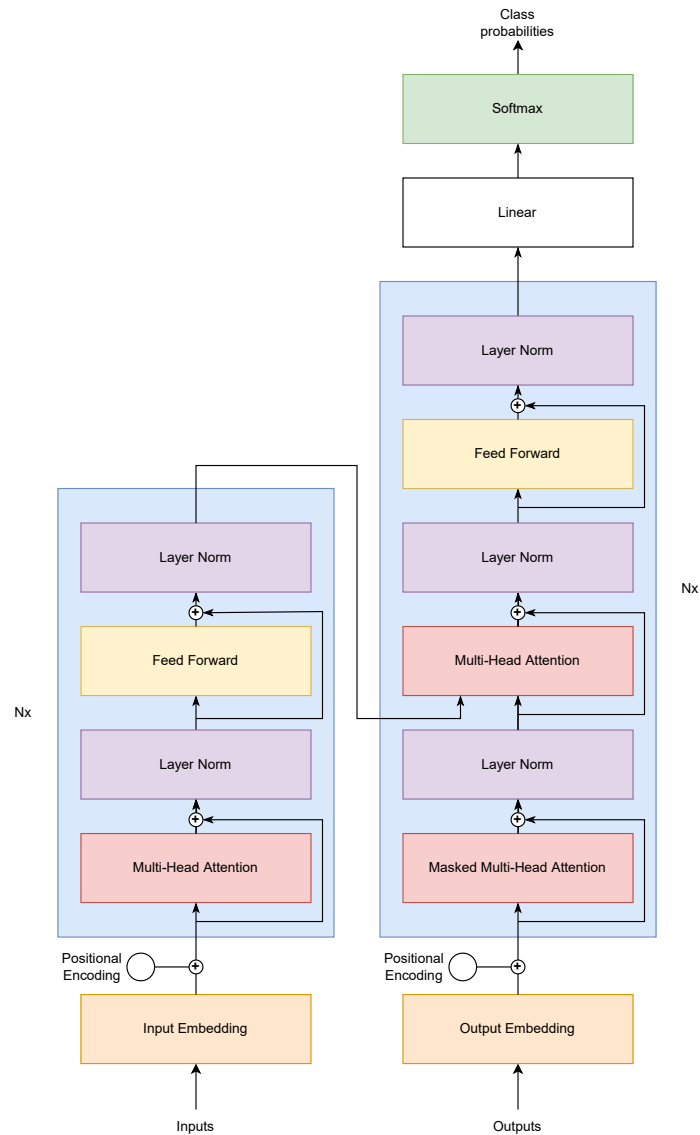 Class
probabilities
Softmax
Linear
Layer Norm
Feed Forward
Layer Norm
Multi-Head Attention
Layer Norm
Masked Multi-Head Attention
Nx
Positional
Encoding
Output Embedding
Outputs
Layer Norm
Feed Forward
Layer Norm
Multi-Head Attention
Nx
Positional
Encoding
Input Embedding
Inputs